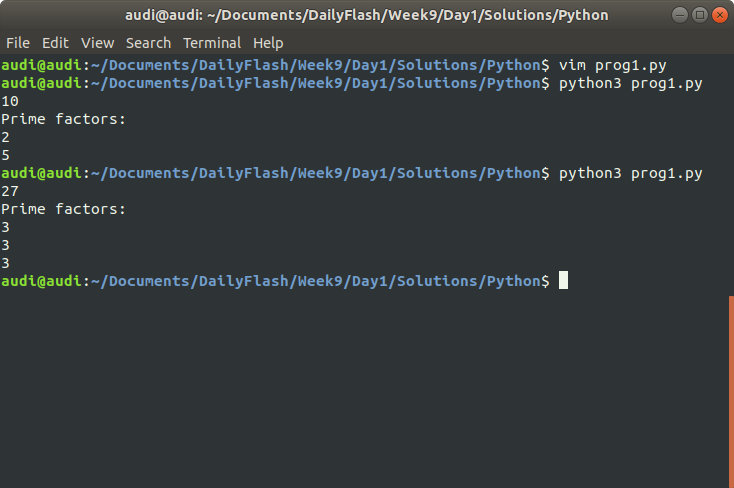 audi@audi: ~/Documents/DailyFlash/Week9/Day1/Solutions/Python
File Edit View Search Terminal Help
audi@audi:~/Documents/DailyFlash/Week9/Day1/Solutions/Python$ vim prog1.py
audi@audi:~/Documents/DailyFlash/Week9/Day1/Solutions/Python$ python3 prog1.py
10
Prime factors:
2
5
audi@audi:~/Documents/DailyFlash/Week9/Day1/Solutions/Python$ python3 prog1.py
27
Prime factors:
3
3
3
audi@audi:~/Documents/DailyFlash/Week9/Day1/Solutions/Python$